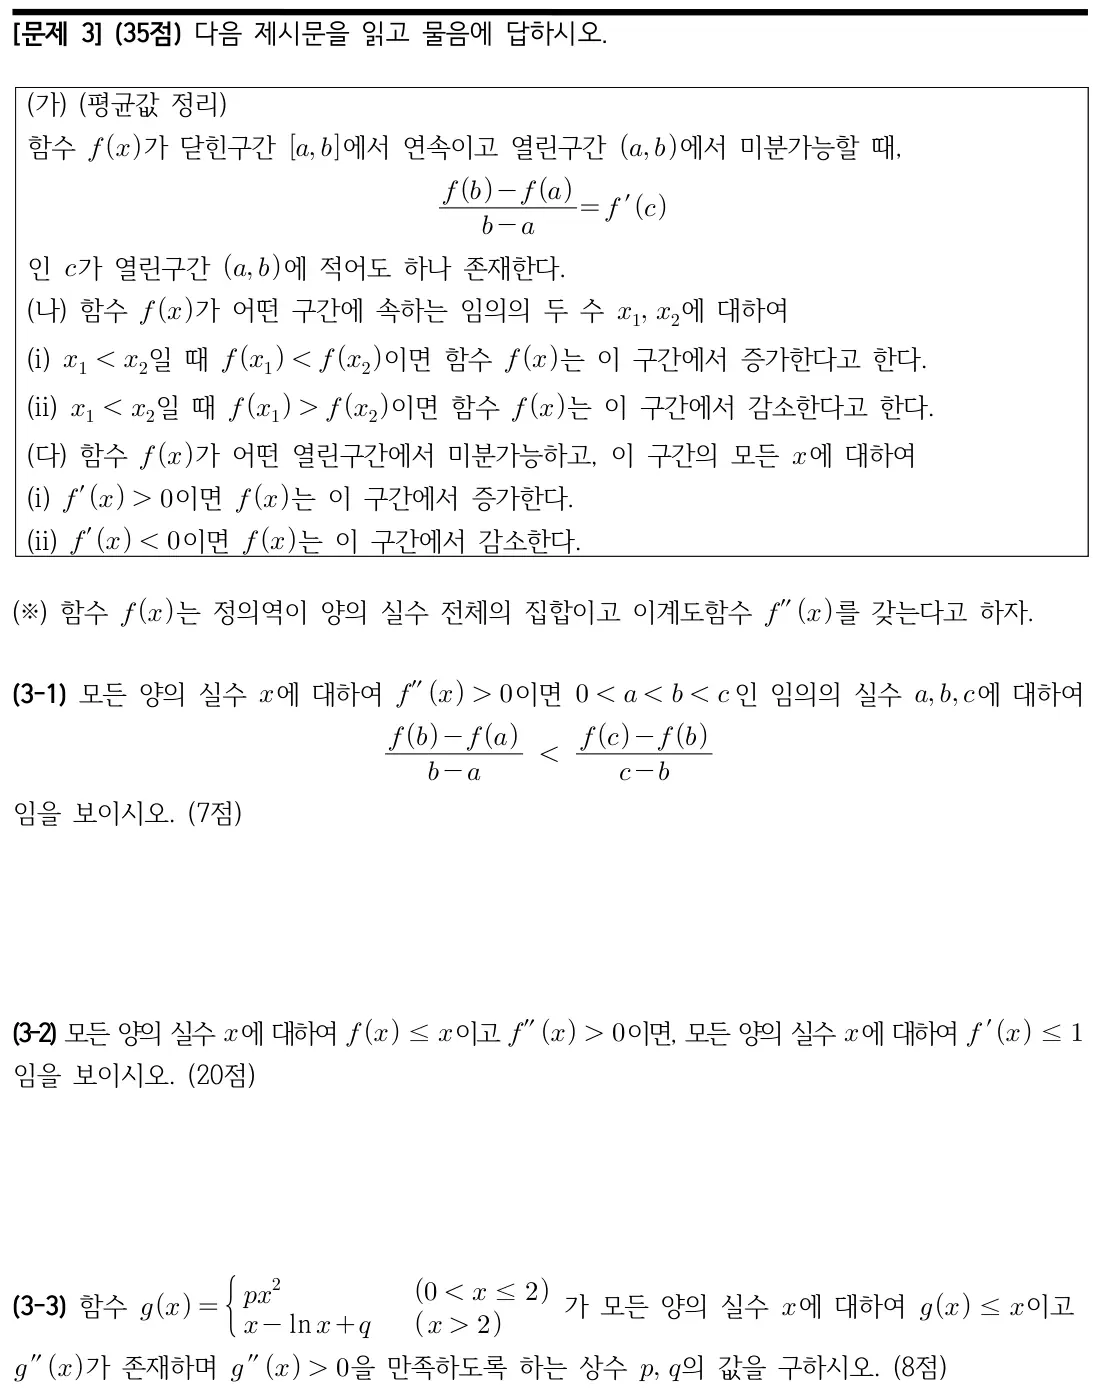 [문제 3] (35점) 다음 제시문을 읽고 물음에 답하시오.
(가) (평균값 정리)
함수 f(x)가 닫힌구간 [a, b]에서 연속이고 열린구간 (a, b)에서 미분가능할 때,
\frac{f(b)-f(a)}{b-a} = f′(c)
인 c가 열린구간 (a, b)에 적어도 하나 존재한다.
(나) 함수 f(x)가 어떤 구간에 속하는 임의의 두 수 x₁, x₂에 대하여
(i) x₁ < x₂일 때 f(x₁) < f(x₂)이면 함수 f(x)는 이 구간에서 증가한다고 한다.
(ii) x₁ < x₂일 때 f(x₁) > f(x₂)이면 함수 f(x)는 이 구간에서 감소한다고 한다.
(다) 함수 f(x)가 어떤 열린구간에서 미분가능하고, 이 구간의 모든 x에 대하여
(i) f′(x) > 0이면 f(x)는 이 구간에서 증가한다.
(ii) f′(x) < 0이면 f(x)는 이 구간에서 감소한다.
(※) 함수 f(x)는 정의역이 양의 실수 전체의 집합이고 이계도함수 f″(x)를 갖는다고 하자.
(3-1) 모든 양의 실수 x에 대하여 f″(x) > 0이면 0 < a < b < c인 임의의 실수 a, b, c에 대하여
\frac{f(b)-f(a)}{b-a} < \frac{f(c)-f(b)}{c-b}
임을 보이시오. (7점)
(3-2) 모든 양의 실수 x에 대하여 f(x) ≤ x이고 f″(x) > 0이면, 모든 양의 실수 x에 대하여 f′(x) ≤ 1
임을 보이시오. (20점)
(3-3) 함수 g(x) = { px² (0 < x ≤ 2) x - ln x + q (x > 2) 가 모든 양의 실수 x에 대하여 g(x) ≤ x이고
g″(x)가 존재하며 g″(x) > 0을 만족하도록 하는 상수 p, q의 값을 구하시오. (8점)